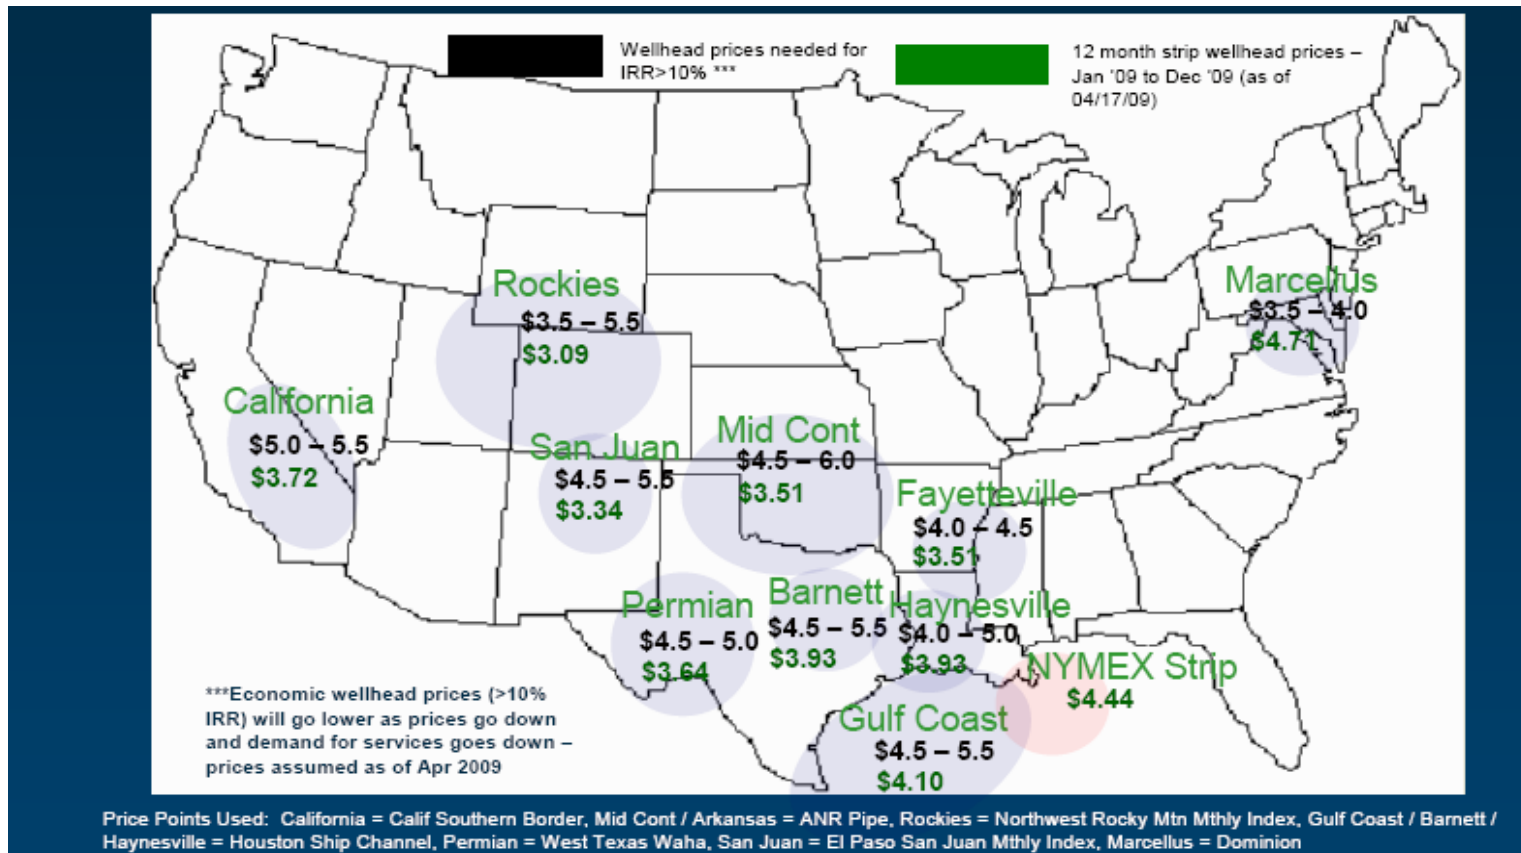 Wellhead prices needed for
IRR>10% ***
12 month strip wellhead prices –
Jan '09 to Dec '09 (as of
04/17/09)
Rockies
$3.5 – 5.5
$3.09
Marcellus
$3.5 – 4.0
$4.71
California
$5.0 – 5.5
$3.72
San Juan
$4.5 – 5.5
$3.34
Mid Cont
$4.5 – 6.0
$3.51
Fayetteville
$4.0 – 4.5
$3.51
Permian
$4.5 – 5.0
$3.64
Barnett
$4.5 – 5.5
$3.93
Haynesville
$4.0 – 5.0
$3.93
NYMEX Strip
$4.44
Gulf Coast
$4.5 – 5.5
$4.10
***Economic wellhead prices (>10%
IRR) will go lower as prices go down
and demand for services goes down –
prices assumed as of Apr 2009
Price Points Used:  California = Calif Southern Border, Mid Cont / Arkansas = ANR Pipe, Rockies = Northwest Rocky Mtn Mthly Index, Gulf Coast / Barnett /
Haynesville = Houston Ship Channel, Permian = West Texas Waha, San Juan = El Paso San Juan Mthly Index, Marcellus = Dominion